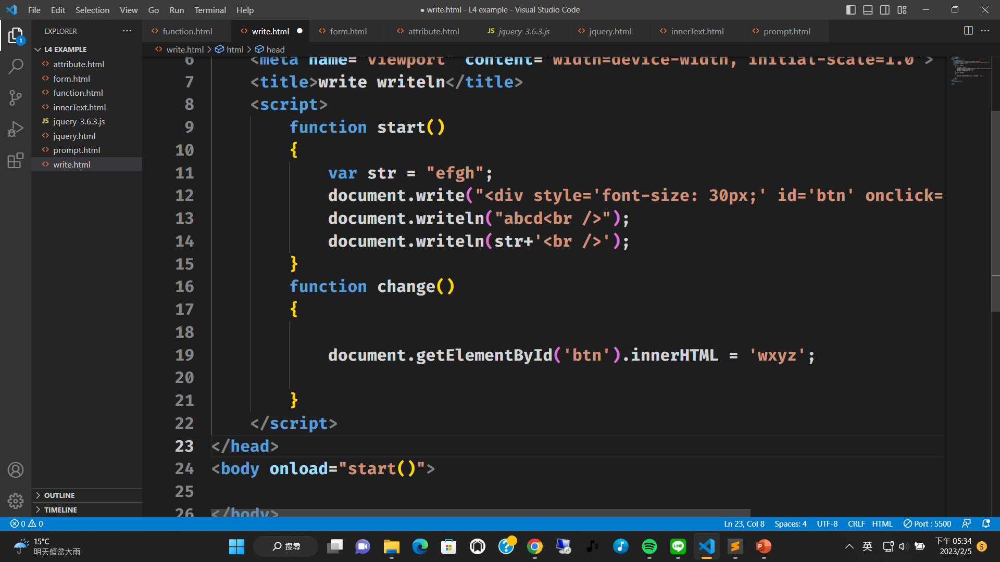 File Edit Selection View Go Run Terminal Help
● write.html - L4 example - Visual Studio Code
EXPLORER
function.html
write.html
form.html
attribute.html
JS jquery-3.6.3.js
jquery.html
innerText.html
prompt.html
L4 EXAMPLE
attribute.html
form.html
function.html
innerText.html
JS jquery-3.6.3.js
jquery.html
prompt.html
write.html
OUTLINE
TIMELINE
write.html > html > head
6 <meta name="viewport" content="width=device-width, initial-scale=1.0">
7 <title>write writeln</title>
8 <script>
9 function start()
10 {
11 var str = "efgh";
12 document.write("<div style='font-size: 30px;' id='btn' onclick=
13 document.writeln("abcd<br />");
14 document.writeln(str+'<br />');
15 }
16 function change()
17 {
18
19 document.getElementById('btn').innerHTML = 'wxyz';
20
21 }
22 </script>
23 </head>
24 <body onload="start()">
25
26 </body>
0 0
Ln 23, Col 8 Spaces: 4 UTF-8 CRLF HTML Port : 5500
15°C
明天傾盆大雨
搜尋
英
下午 05:34
2023/2/5
5